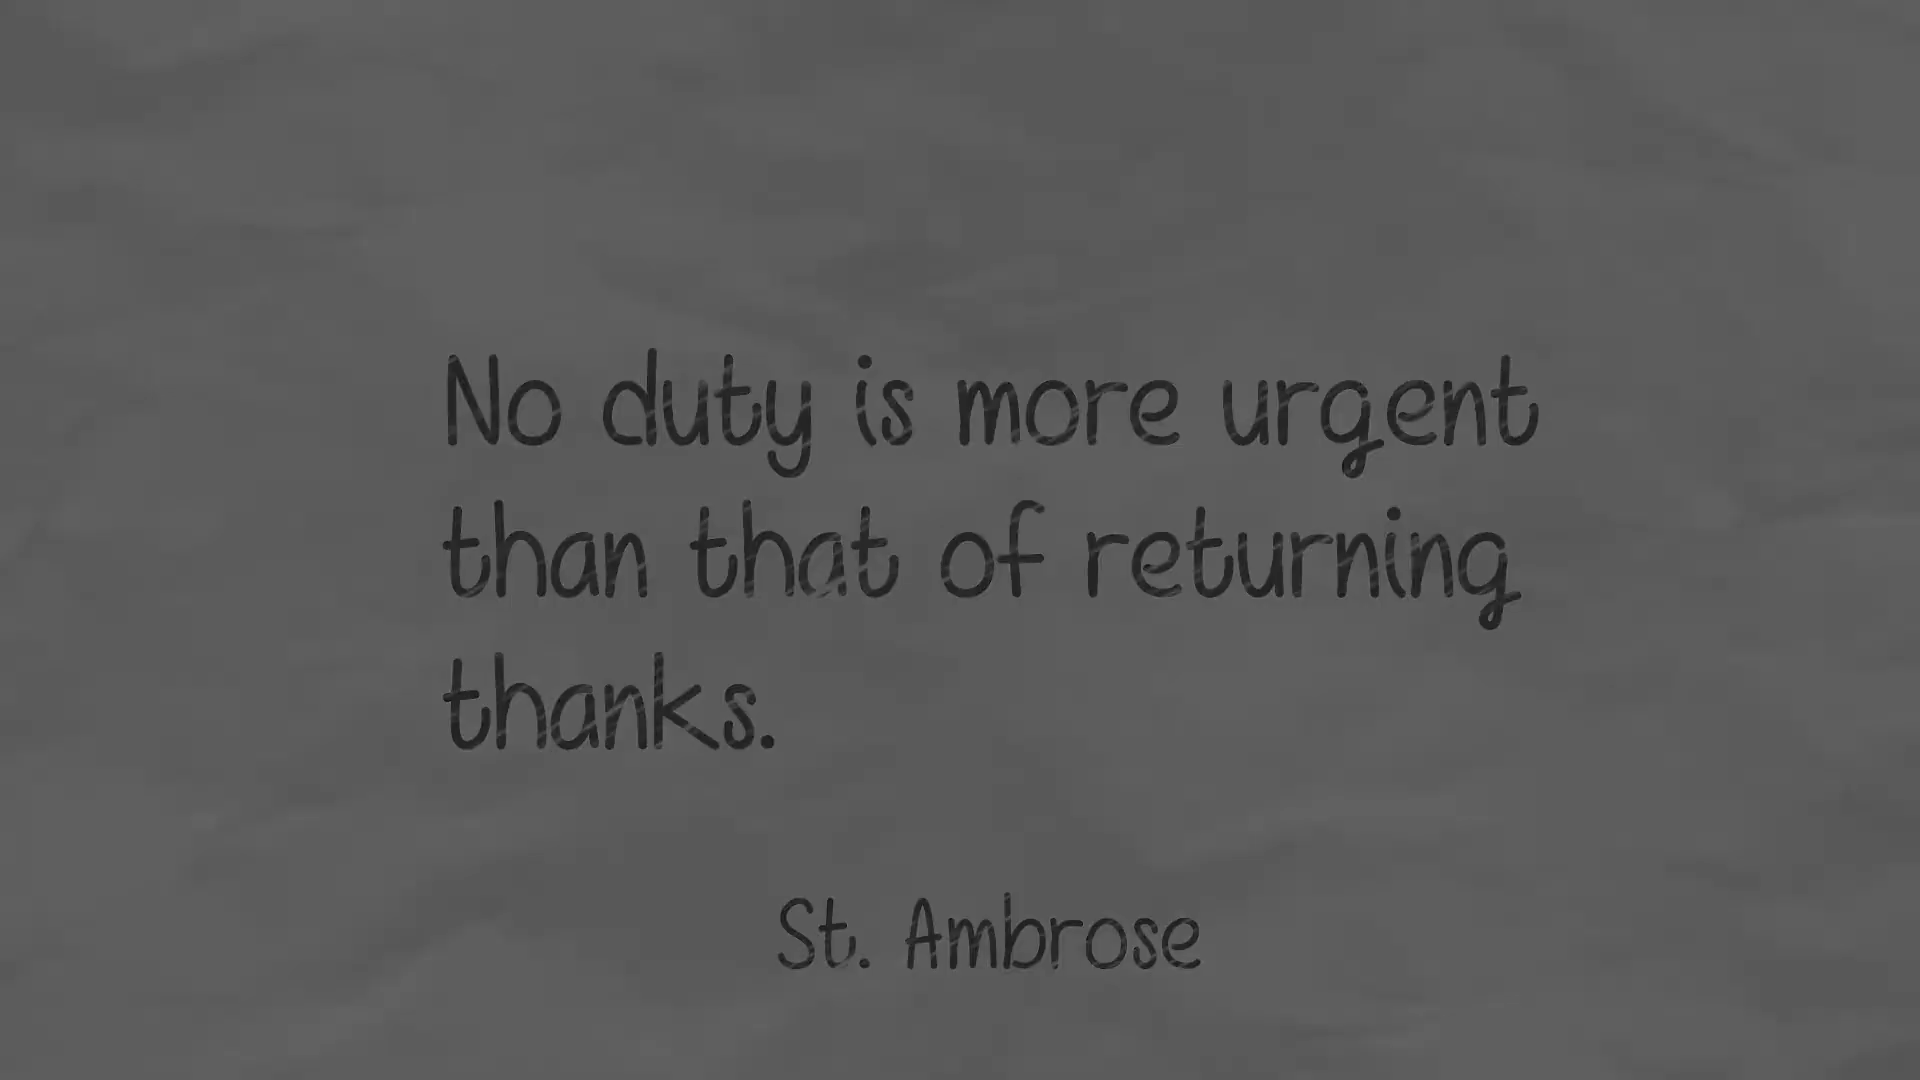 No duty is more urgent
than that of returning
thanks.
St. Ambrose